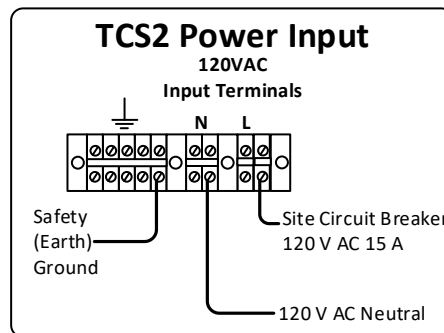 TCS2 Power Input
120VAC
Input Terminals
N L
Safety
(Earth)
Ground
Site Circuit Breaker
120 V AC 15 A
120 V AC Neutral